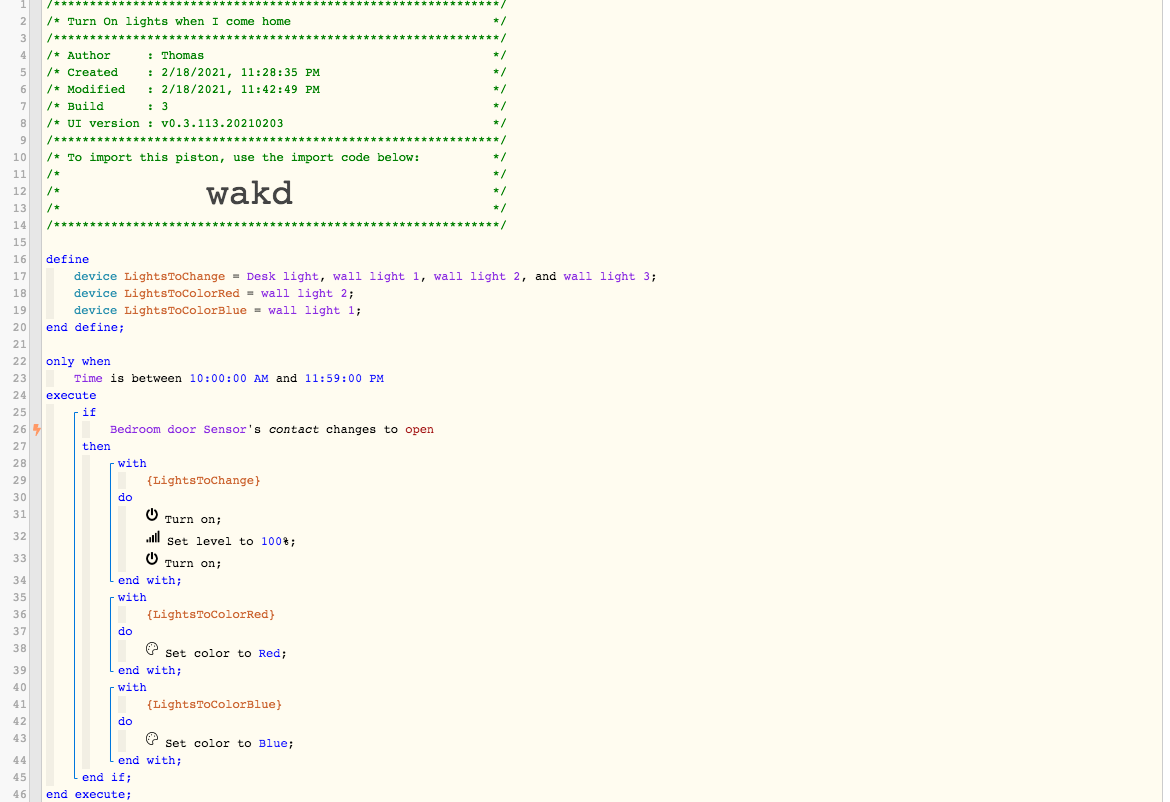 1 /**************************************************************/
2 /* Turn On lights when I come home */
3 /**************************************************************/
4 /* Author : Thomas */
5 /* Created : 2/18/2021, 11:28:35 PM */
6 /* Modified : 2/18/2021, 11:42:49 PM */
7 /* Build : 3 */
8 /* UI version : v0.3.113.20210203 */
9 /**************************************************************/
10 /* To import this piston, use the import code below: */
11 /* */
12 /* wakd */
13 /* */
14 /**************************************************************/
15
16 define
17 device LightsToChange = Desk light, wall light 1, wall light 2, and wall light 3;
18 device LightsToColorRed = wall light 2;
19 device LightsToColorBlue = wall light 1;
20 end define;
21
22 only when
23 Time is between 10:00:00 AM and 11:59:00 PM
24 execute
25 if
26 Bedroom door Sensor's contact changes to open
27 then
28 with
29 {LightsToChange}
30 do
31 Turn on;
32 Set level to 100%;
33 Turn on;
34 end with;
35 with
36 {LightsToColorRed}
37 do
38 Set color to Red;
39 end with;
40 with
41 {LightsToColorBlue}
42 do
43 Set color to Blue;
44 end with;
45 end if;
46 end execute;